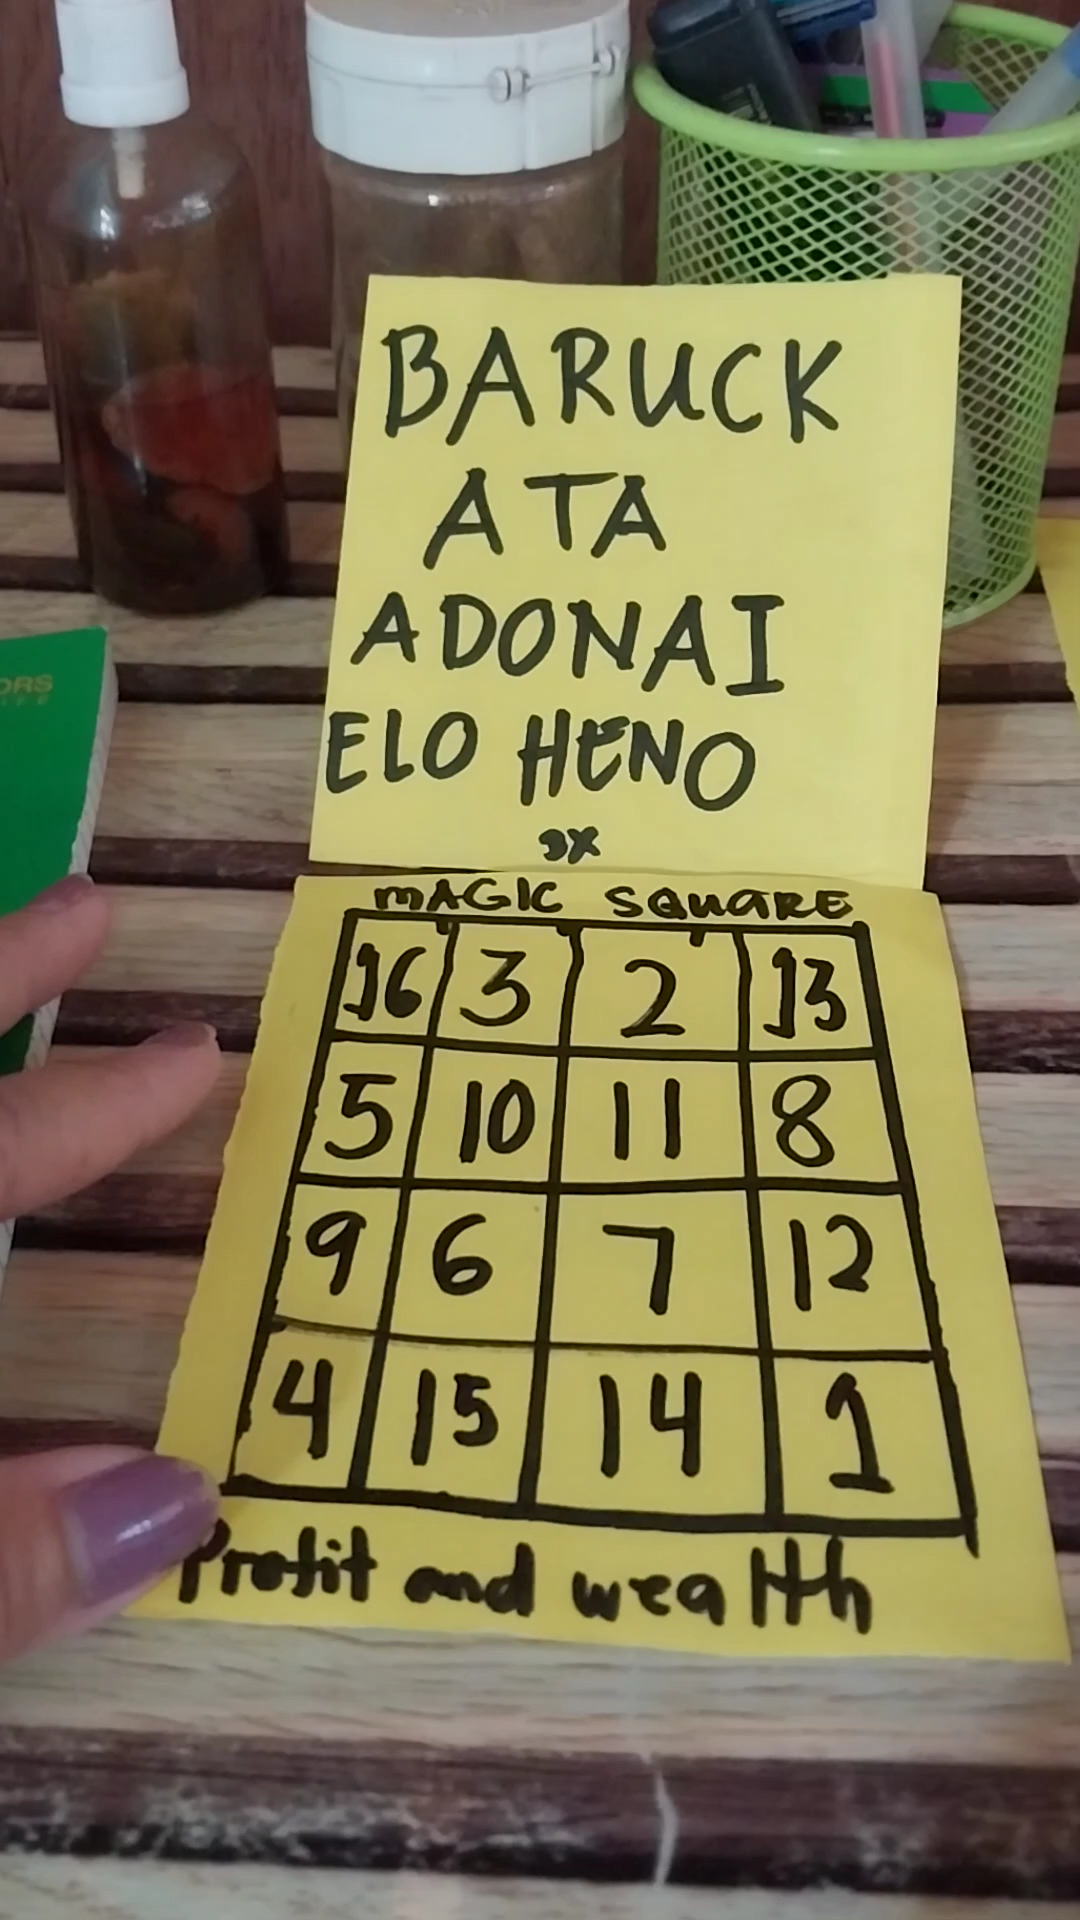 BARUCK
ATA
ADONAI
ELO HENO
3X
MAGIC SQUARE
16 3 2 13
5 10 11 8
9 6 7 12
4 15 14 1
Profit and wealth